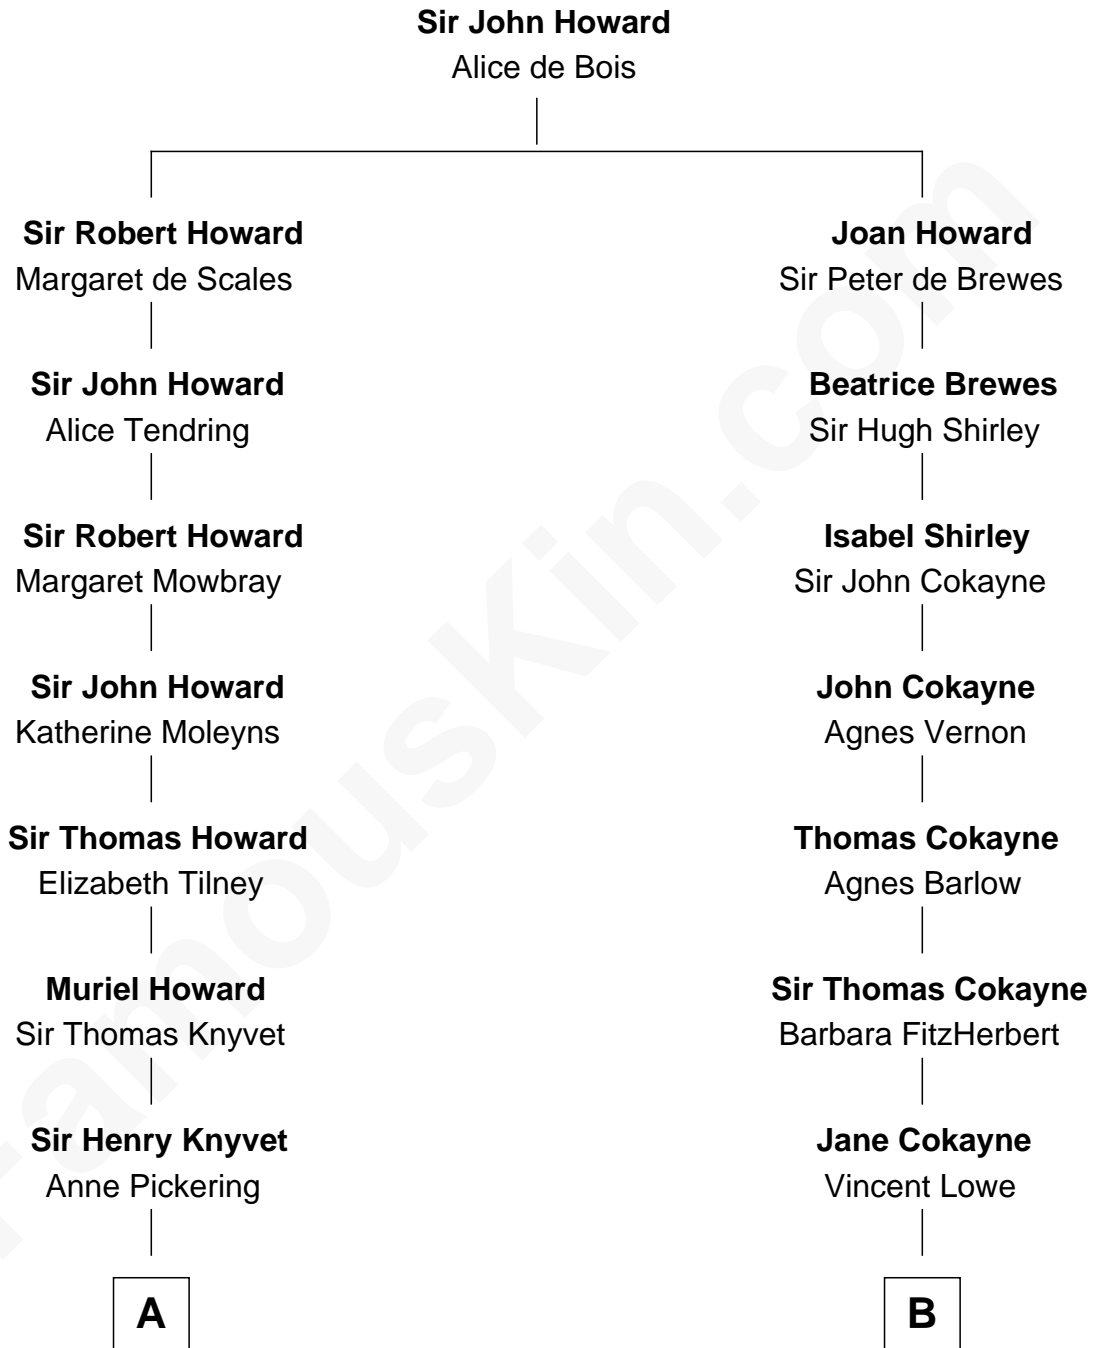 Sir John Howard
Alice de Bois
Sir Robert Howard
Margaret de Scales
Joan Howard
Sir Peter de Brewes
Sir John Howard
Alice Tendring
Beatrice Brewes
Sir Hugh Shirley
Sir Robert Howard
Margaret Mowbray
Isabel Shirley
Sir John Cokayne
Sir John Howard
Katherine Moleyns
John Cokayne
Agnes Vernon
Sir Thomas Howard
Elizabeth Tilney
Thomas Cokayne
Agnes Barlow
Muriel Howard
Sir Thomas Knyvet
Sir Thomas Cokayne
Barbara FitzHerbert
Sir Henry Knyvet
Anne Pickering
Jane Cokayne
Vincent Lowe
A
B
FamousKin.com